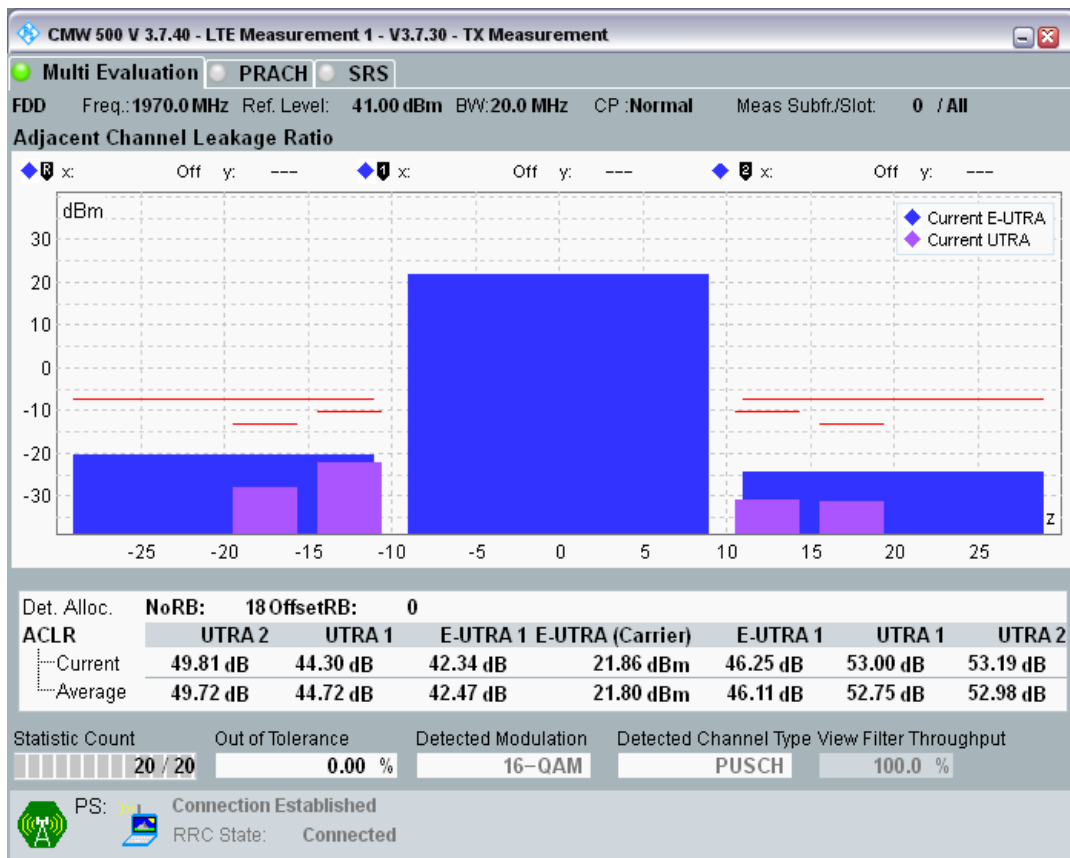 CMW 500 V 3.7.40 - LTE Measurement 1 - V3.7.30 - TX Measurement
Multi Evaluation PRACH SRS
FDD Freq.: 1970.0 MHz Ref. Level: 41.00 dBm BW: 20.0 MHz CP : Normal Meas Subfr./Slot: 0 / All
Adjacent Channel Leakage Ratio
R x: Off y: --- 1 x: Off y: --- 2 x: Off y: ---
dBm
Current E-UTRA
Current UTRA
30
20
10
0
-10
-20
-30
z
-25 -20 -15 -10 -5 0 5 10 15 20 25
Det. Alloc. NoRB: 18 OffsetRB: 0
ACLR UTRA 2 UTRA 1 E-UTRA 1 E-UTRA (Carrier) E-UTRA 1 UTRA 1 UTRA 2
Current 49.81 dB 44.30 dB 42.34 dB 21.86 dBm 46.25 dB 53.00 dB 53.19 dB
Average 49.72 dB 44.72 dB 42.47 dB 21.80 dBm 46.11 dB 52.75 dB 52.98 dB
Statistic Count Out of Tolerance Detected Modulation Detected Channel Type View Filter Throughput
20 / 20 0.00 % 16-QAM PUSCH 100.0 %
PS: Connection Established
RRC State: Connected